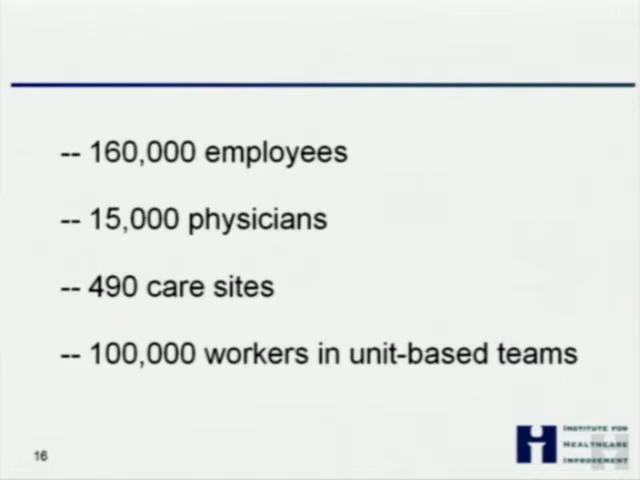 -- 160,000 employees
-- 15,000 physicians
-- 490 care sites
-- 100,000 workers in unit-based teams
16
INSTITUTE FOR
HEALTHCARE
IMPROVEMENT